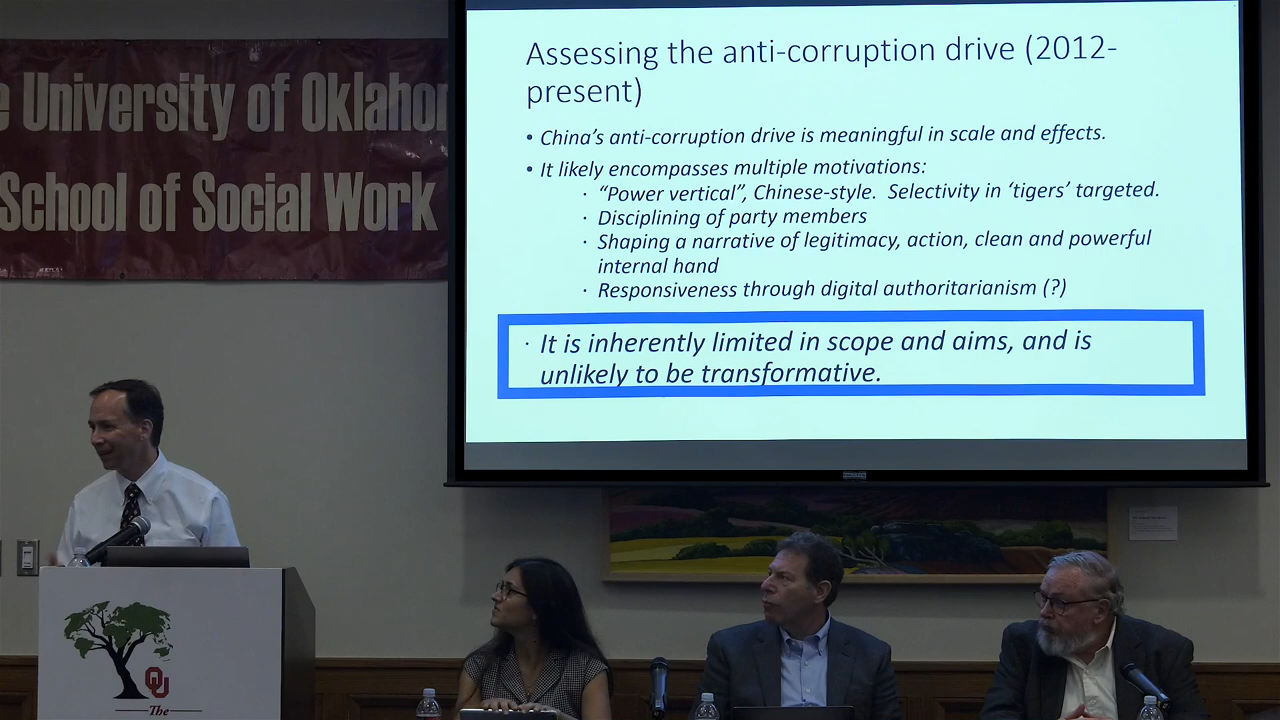 University of Oklahor
School of Social Work
Assessing the anti-corruption drive (2012-
present)
• China's anti-corruption drive is meaningful in scale and effects.
• It likely encompasses multiple motivations:
· "Power vertical", Chinese-style. Selectivity in 'tigers' targeted.
· Disciplining of party members
· Shaping a narrative of legitimacy, action, clean and powerful
internal hand
· Responsiveness through digital authoritarianism (?)
· It is inherently limited in scope and aims, and is
unlikely to be transformative.
OU
The